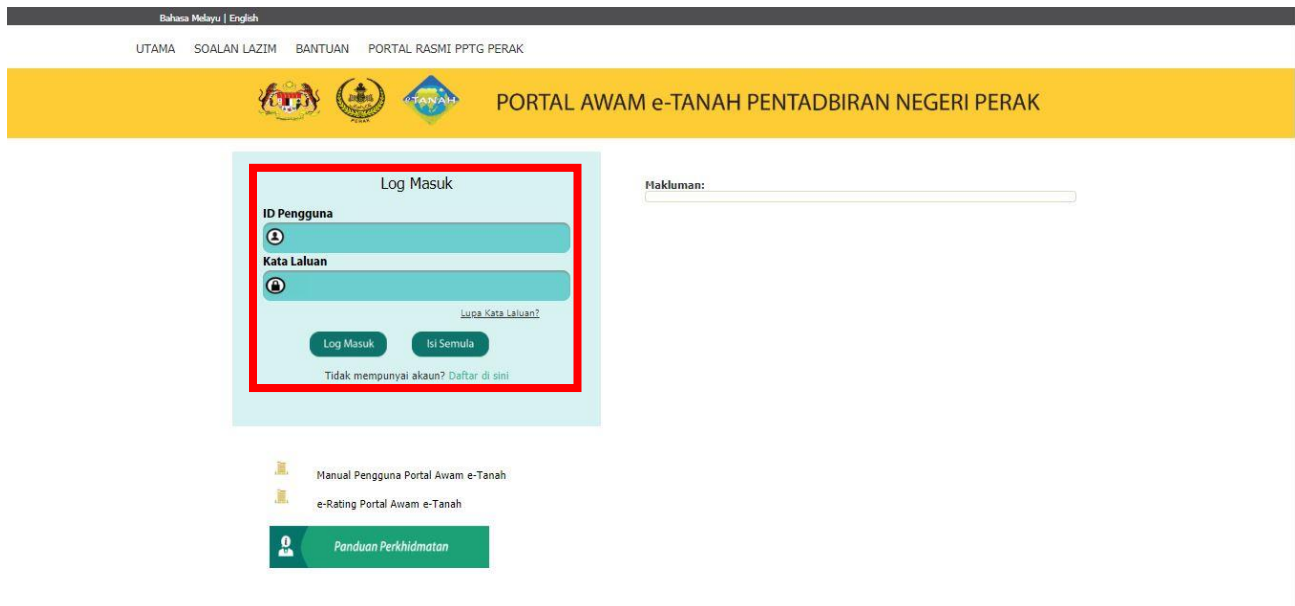 Bahasa Melayu | English
UTAMA SOALAN LAZIM BANTUAN PORTAL RASMI PPTG PERAK
eTANAH
PERAK
PORTAL AWAM e-TANAH PENTADBIRAN NEGERI PERAK
Log Masuk
ID Pengguna
Kata Laluan
Lupa Kata Laluan?
Log Masuk Isi Semula
Tidak mempunyai akaun? Daftar di sini
Makluman:
Manual Pengguna Portal Awam e-Tanah
e-Rating Portal Awam e-Tanah
Panduan Perkhidmatan